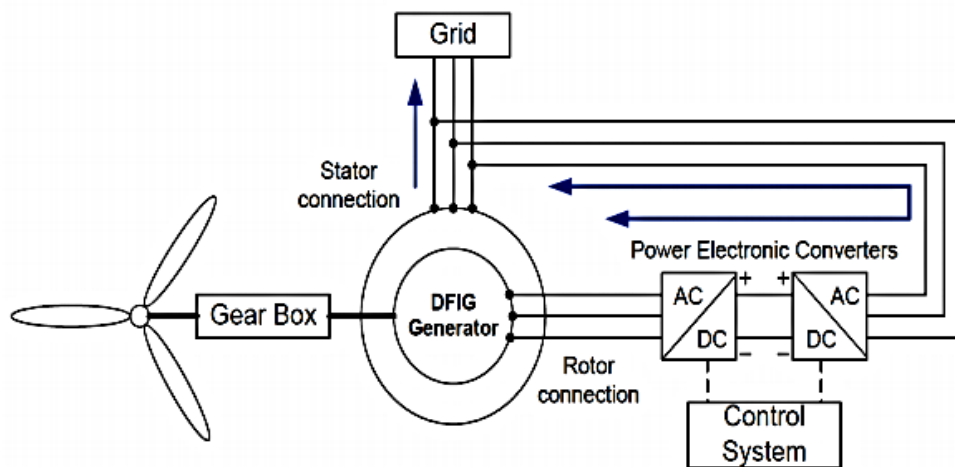 Grid
Stator
connection
Power Electronic Converters
DFIG
Generator
Gear Box
AC
DC
+
+
–
–
AC
DC
Rotor
connection
Control
System